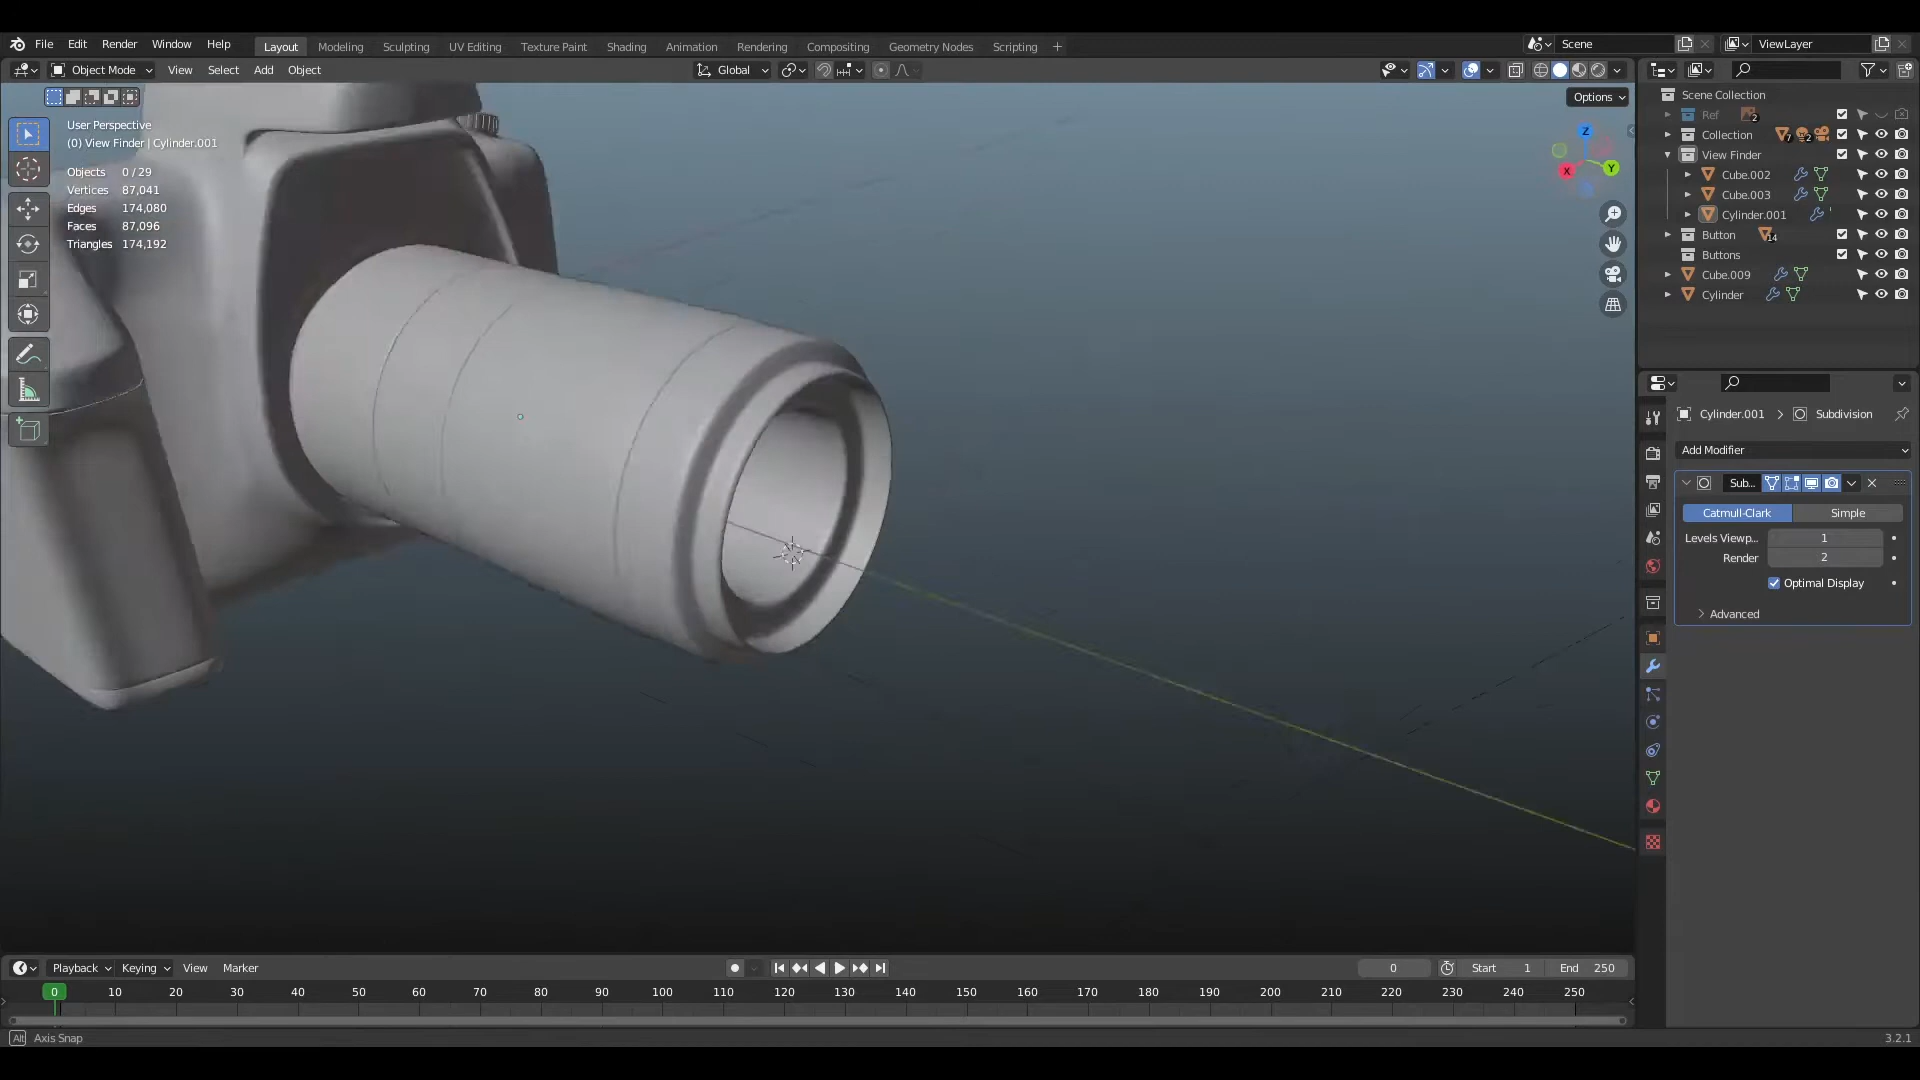 File Edit Render Window Help Layout Modeling Sculpting UV Editing Texture Paint Shading Animation Rendering Compositing Geometry Nodes Scripting + Scene ViewLayer
Object Mode View Select Add Object Global
Options
User Perspective
(0) View Finder | Cylinder.001
Objects 0 / 29
Vertices 87,041
Edges 174,080
Faces 87,096
Triangles 174,192
Z
X
Y
Scene Collection
Ref 2
Collection 7 2
View Finder
Cube.002
Cube.003
Cylinder.001
Button 14
Buttons
Cube.009
Cylinder
Cylinder.001 > Subdivision
Add Modifier
Sub...
Catmull-Clark Simple
Levels Viewp... 1
Render 2
Optimal Display
Advanced
Playback Keying View Marker 0 Start 1 End 250
0 10 20 30 40 50 60 70 80 90 100 110 120 130 140 150 160 170 180 190 200 210 220 230 240 250
Alt Axis Snap 3.2.1